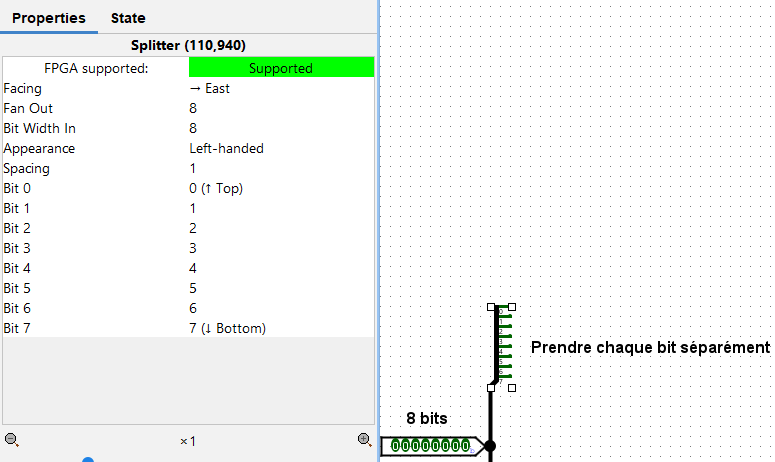 Properties State
Splitter (110,940)
FPGA supported: Supported
Facing → East
Fan Out 8
Bit Width In 8
Appearance Left-handed
Spacing 1
Bit 0 0 (↑ Top)
Bit 1 1
Bit 2 2
Bit 3 3
Bit 4 4
Bit 5 5
Bit 6 6
Bit 7 7 (↓ Bottom)
×1
Prendre chaque bit séparément
8 bits
00000000